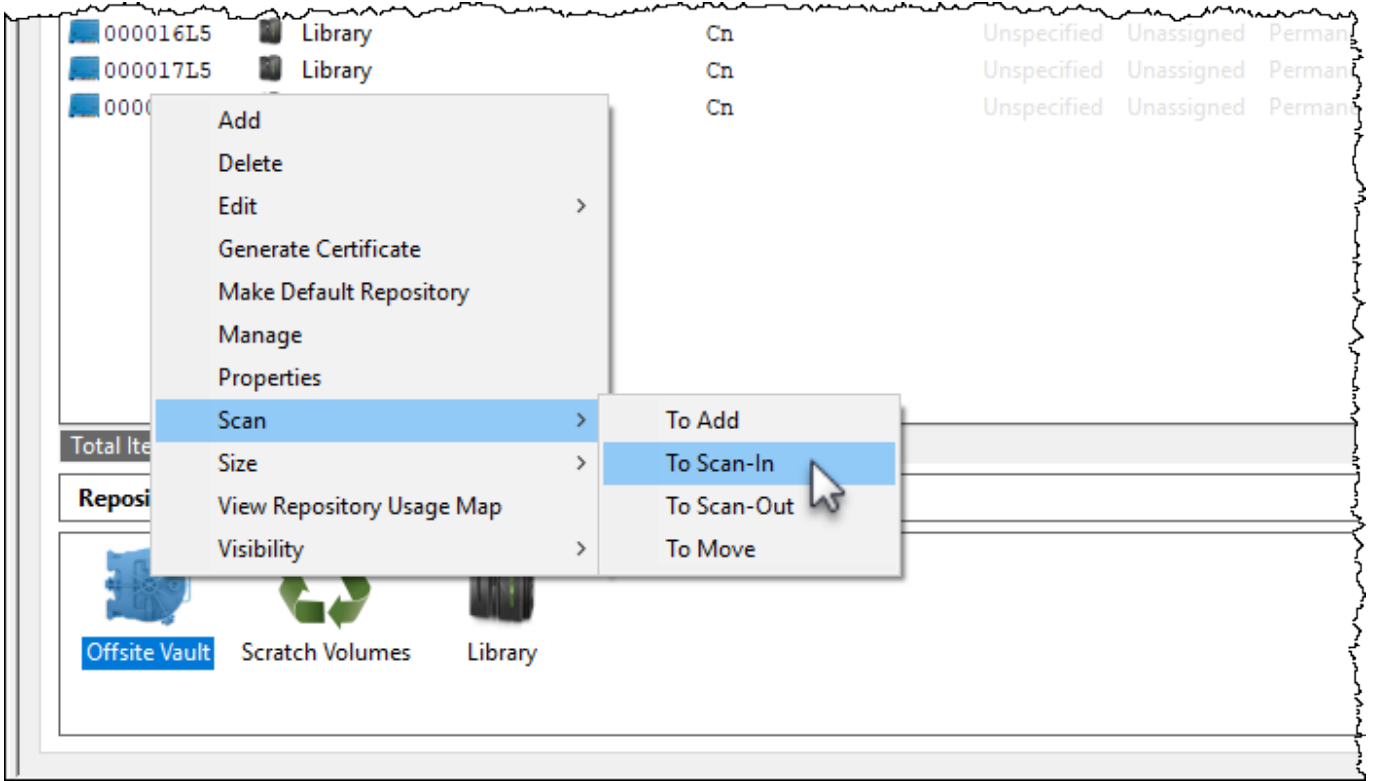 000016L5 Library Cn Unspecified Unassigned
000017L5 Library Cn Unspecified Unassigned
Cn Unspecified Unassigned
Add
Delete
Edit
Generate Certificate
Make Default Repository
Manage
Properties
Scan
To Add
Total
Size
To Scan-In
View Repository Usage Map
To Scan-Out
Visibility
To Move
Offsite Vault Scratch Volumes Library